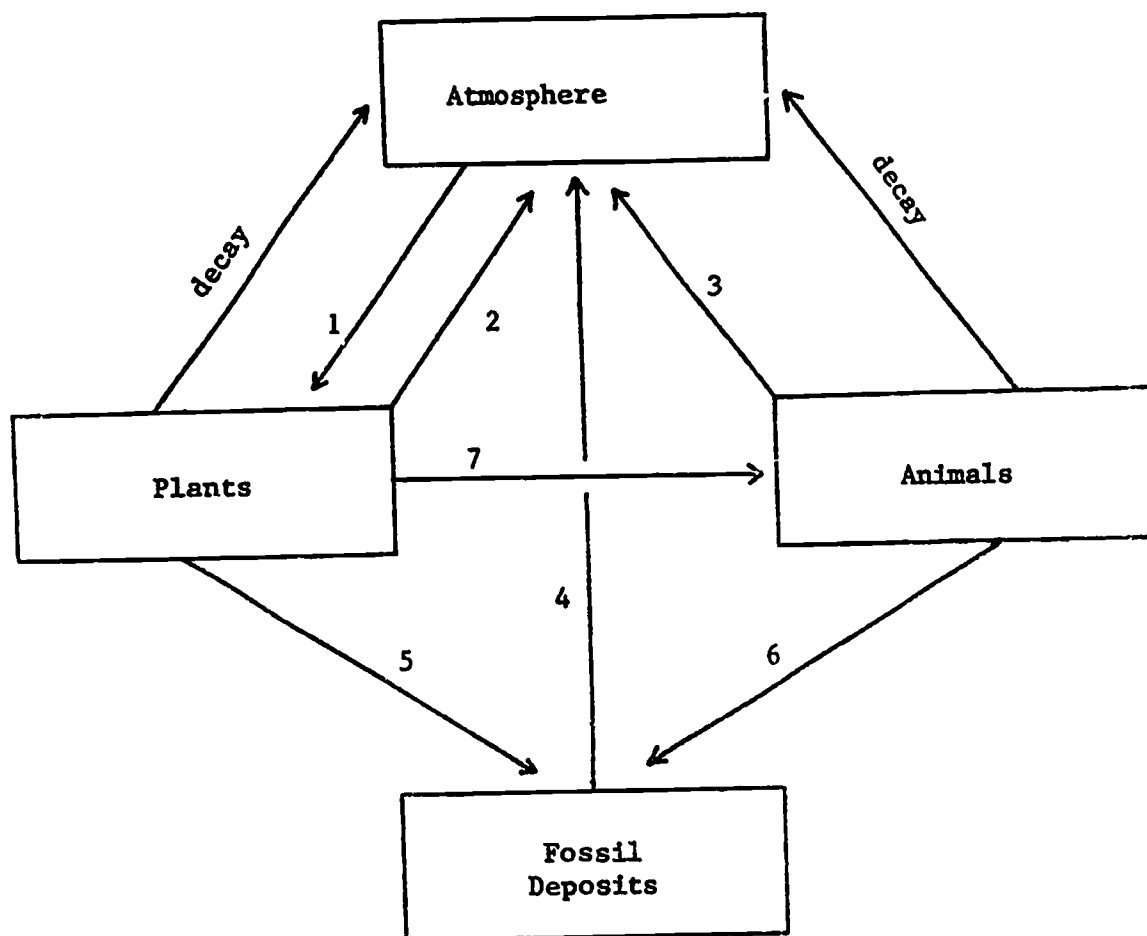 Atmosphere
decay
decay
1
2
3
7
Plants
Animals
4
5
6
Fossil
Deposits